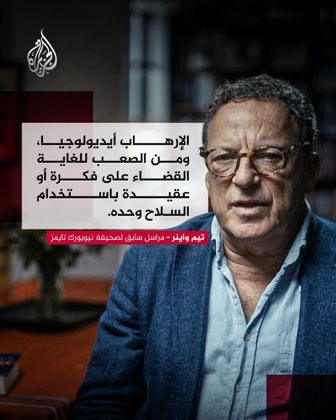 الجزيرة
الإرهاب أيديولوجيا،
ومن الصعب للغاية
القضاء على فكرة أو
عقيدة باستخدام
السلاح وحده.
تيم واينر - مراسل سابق لصحيفة نيويورك تايمز